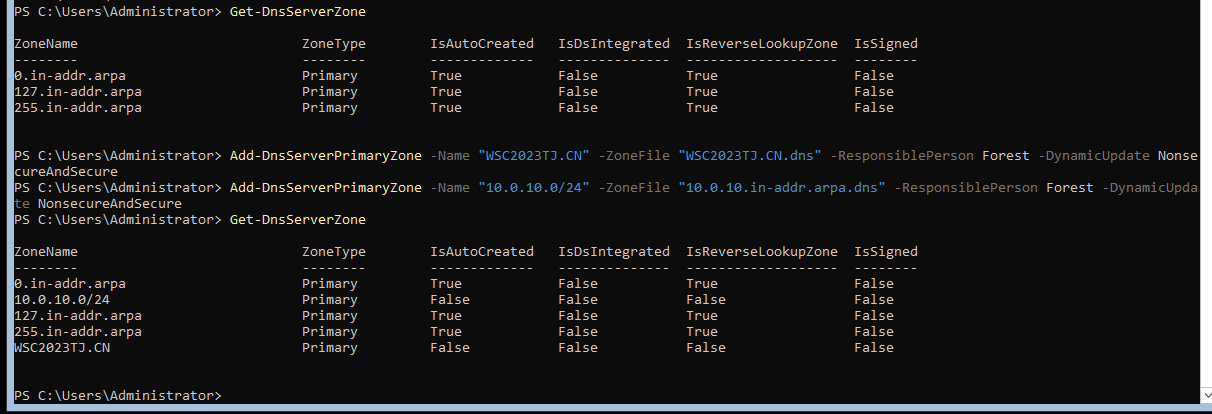 PS C:\Users\Administrator> Get-DnsServerZone
ZoneName ZoneType IsAutoCreated IsDsIntegrated IsReverseLookupZone IsSigned
-------- -------- ------------- -------------- ------------------- --------
0.in-addr.arpa Primary True False True False
127.in-addr.arpa Primary True False True False
255.in-addr.arpa Primary True False True False
PS C:\Users\Administrator> Add-DnsServerPrimaryZone -Name "WSC2023TJ.CN" -ZoneFile "WSC2023TJ.CN.dns" -ResponsiblePerson Forest -DynamicUpdate Nonse
cureAndSecure
PS C:\Users\Administrator> Add-DnsServerPrimaryZone -Name "10.0.10.0/24" -ZoneFile "10.0.10.in-addr.arpa.dns" -ResponsiblePerson Forest -DynamicUpda
te NonsecureAndSecure
PS C:\Users\Administrator> Get-DnsServerZone
ZoneName ZoneType IsAutoCreated IsDsIntegrated IsReverseLookupZone IsSigned
-------- -------- ------------- -------------- ------------------- --------
0.in-addr.arpa Primary True False True False
10.0.10.0/24 Primary False False False False
127.in-addr.arpa Primary True False True False
255.in-addr.arpa Primary True False True False
WSC2023TJ.CN Primary False False False False
PS C:\Users\Administrator>